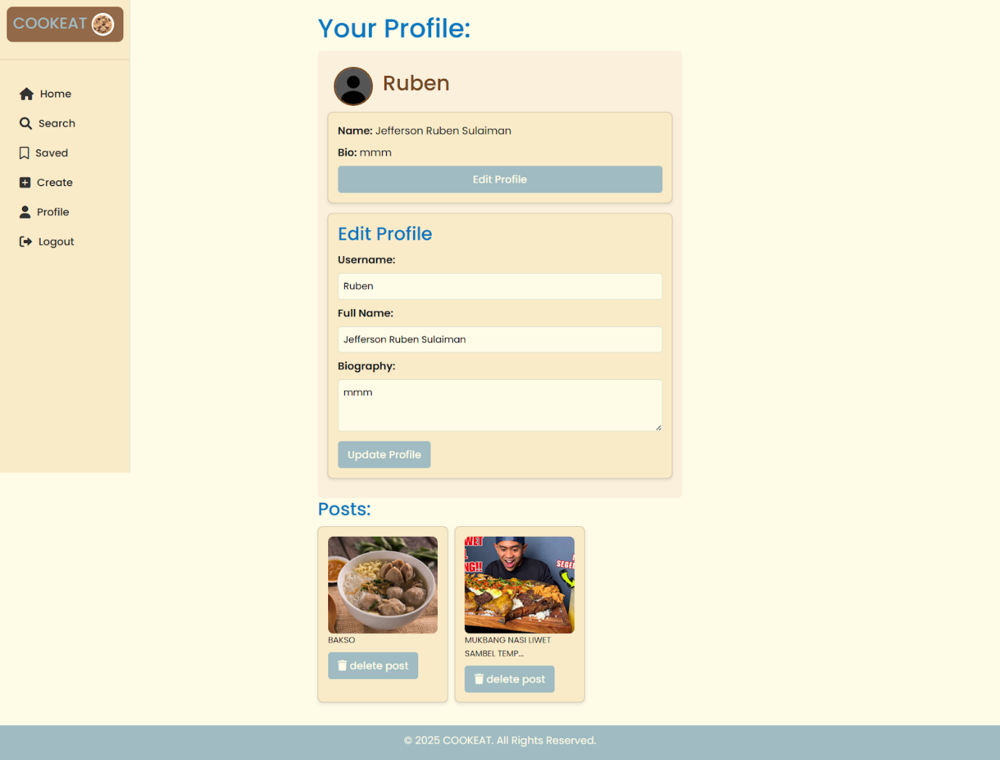 COOKEAT
Home
Search
Saved
Create
Profile
Logout
Your Profile:
Ruben
Name: Jefferson Ruben Sulaiman
Bio: mmm
Edit Profile
Edit Profile
Username:
Ruben
Full Name:
Jefferson Ruben Sulaiman
Biography:
mmm
Update Profile
Posts:
BAKSO
delete post
WET
L
NG!!
SEGE
MUKBANG NASI LIWET
SAMBEL TEMP...
delete post
© 2025 COOKEAT. All Rights Reserved.